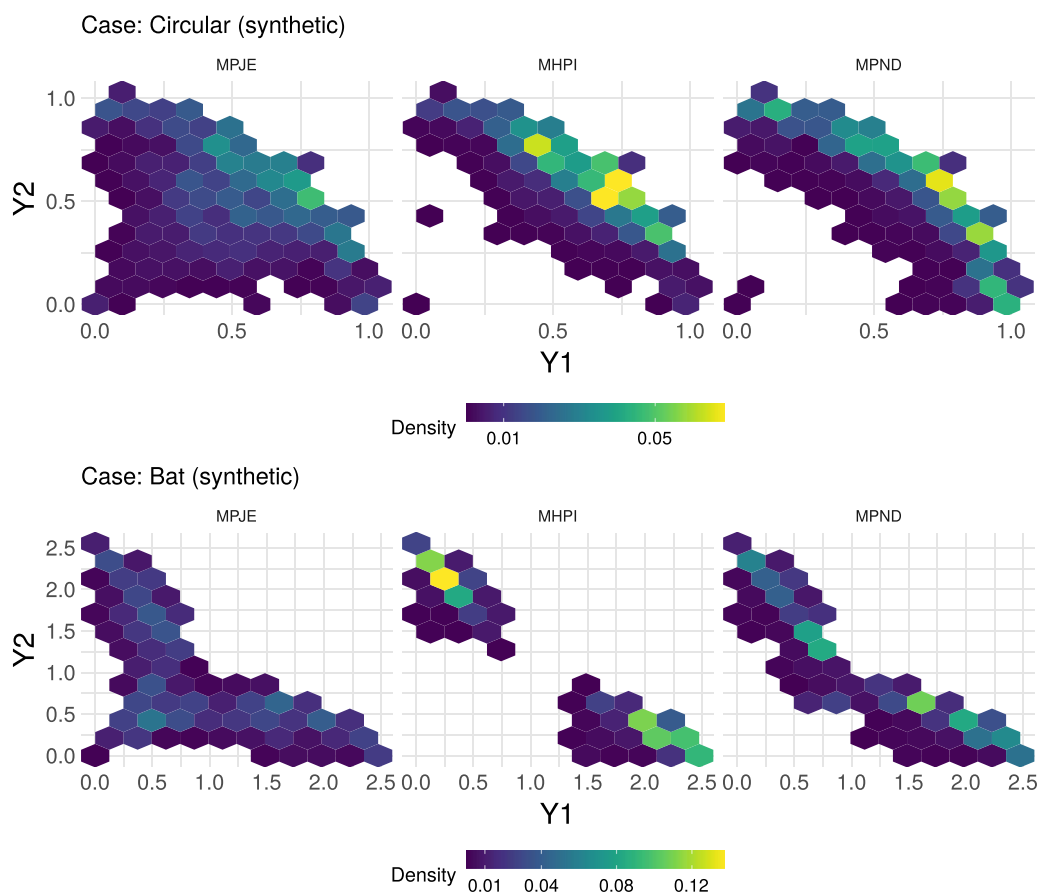 Case: Circular (synthetic)
MPJE MHPI MPND
1.0
0.5
0.0
Y2
0.0 0.5 1.0 0.0 0.5 1.0 0.0 0.5 1.0
Y1
Density
0.01 0.05
Case: Bat (synthetic)
MPJE MHPI MPND
2.5
2.0
1.5
1.0
0.5
0.0
Y2
0.0 0.5 1.0 1.5 2.0 2.5 0.0 0.5 1.0 1.5 2.0 2.5 0.0 0.5 1.0 1.5 2.0 2.5
Y1
Density
0.01 0.04 0.08 0.12